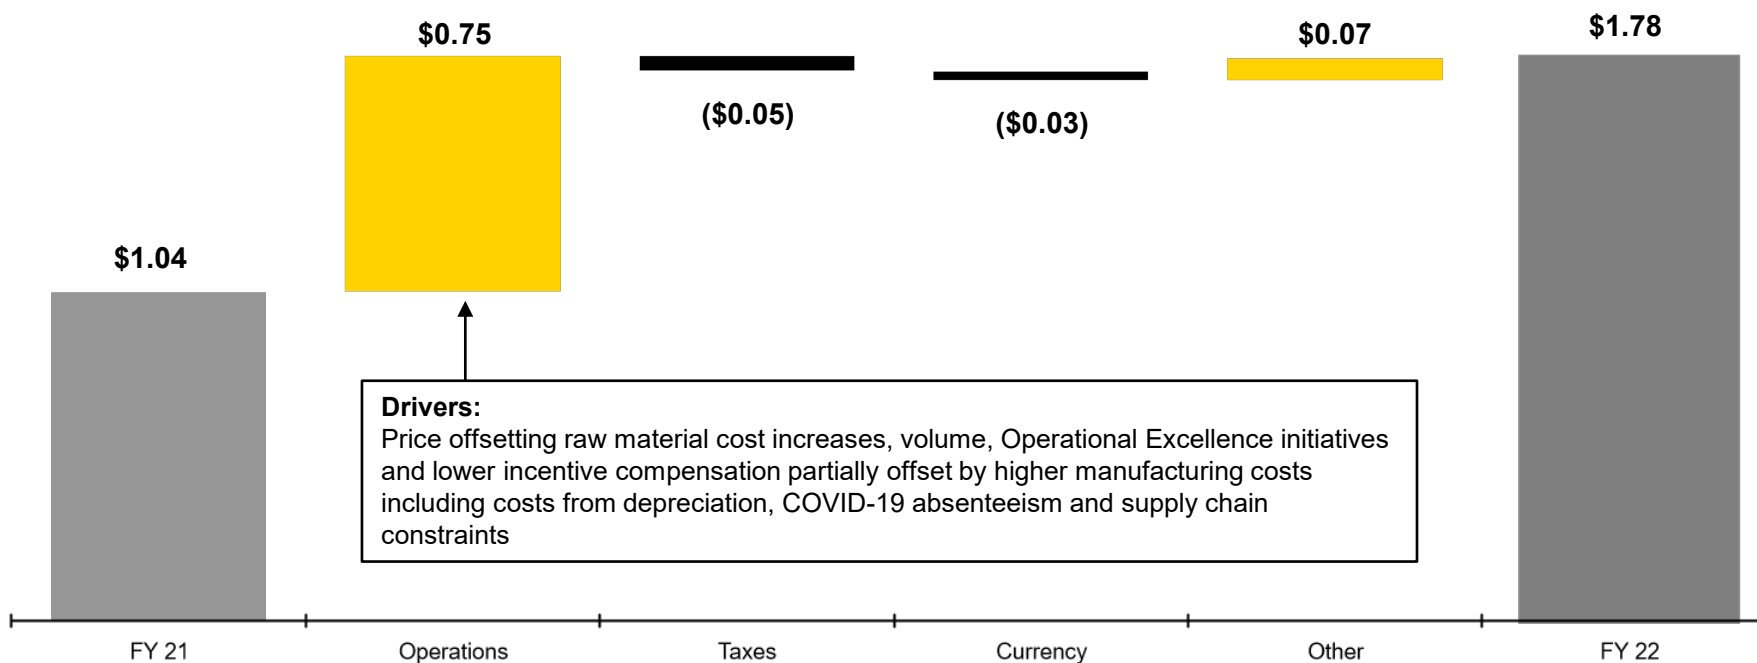 $0.75
$0.07
$1.78
($0.05)
($0.03)
$1.04
Drivers:
Price offsetting raw material cost increases, volume, Operational Excellence initiatives
and lower incentive compensation partially offset by higher manufacturing costs
including costs from depreciation, COVID-19 absenteeism and supply chain
constraints
FY 21
Operations
Taxes
Currency
Other
FY 22